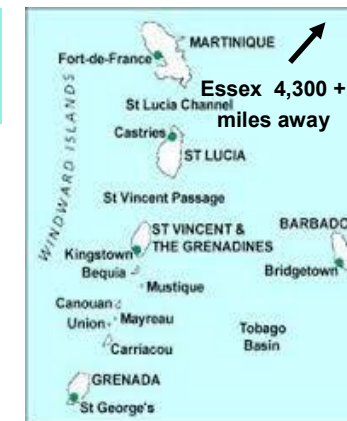 MARTINIQUE
Fort-de-France
Essex 4,300 +
miles away
St Lucia Channel
Castries
ST LUCIA
WINDWARD ISLANDS
St Vincent Passage
ST VINCENT &
THE GRENADINES
BARBADO
Kingstown
Bequia
Bridgetown
Mustique
Canouan
Union
Mayreau
Tobago
Basin
Carriacou
GRENADA
St George's